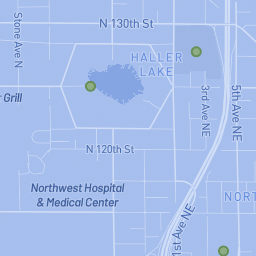 N 130th St
Stone Ave N
HALLER
LAKE
Grill
3rd Ave NE
5th Ave NE
N 120th St
Northwest Hospital
& Medical Center
NORT
1st Ave NE